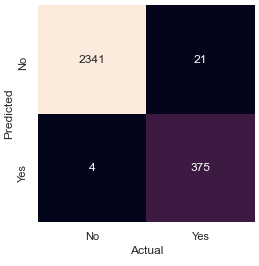 No
2341 21
Predicted
Yes
4 375
No Yes
Actual